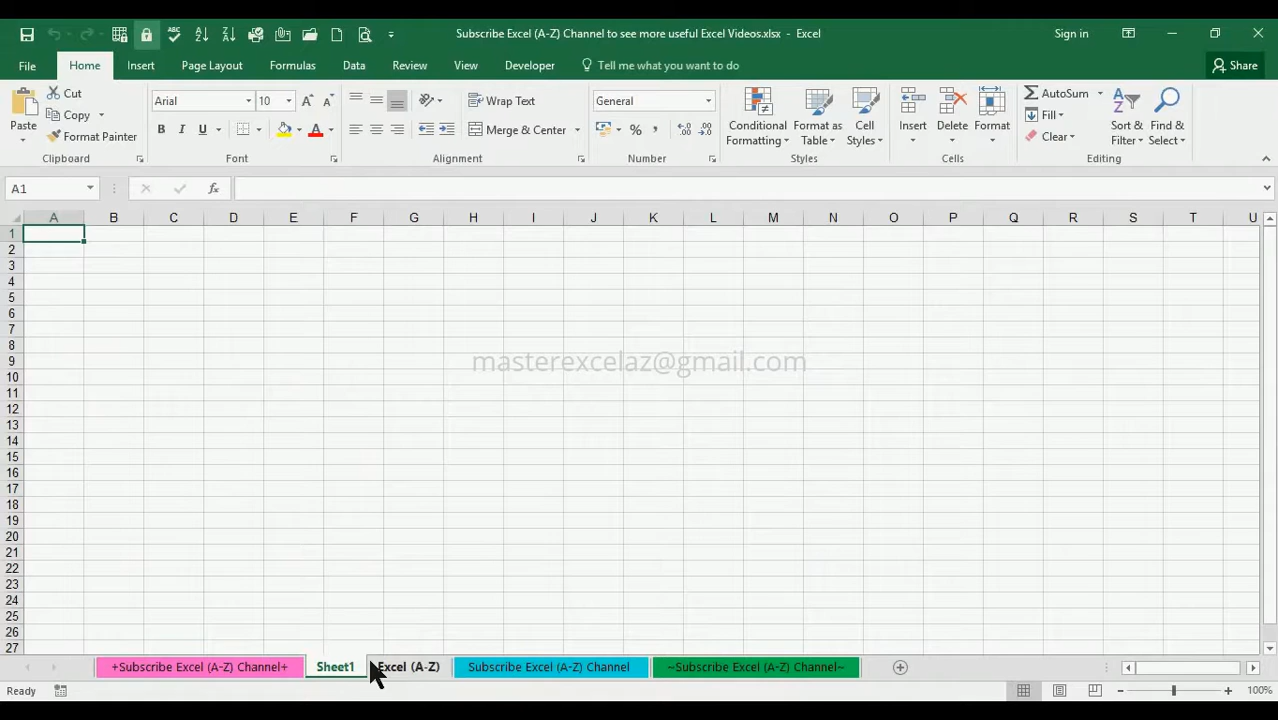 Subscribe Excel (A-Z) Channel to see more useful Excel Videos.xlsx - Excel
Sign in
File Home Insert Page Layout Formulas Data Review View Developer Tell me what you want to do Share
Paste
Cut
Copy
Format Painter
Clipboard
Arial 10
B I U
Font
Wrap Text
Merge & Center
Alignment
General
Number
Conditional Formatting
Format as Table
Cell Styles
Styles
Insert
Delete
Format
Cells
AutoSum
Fill
Clear
Sort & Filter
Find & Select
Editing
A1
fx
A B C D E F G H I J K L M N O P Q R S T U
1
2
3
4
5
6
7
8
9
masterexcelaz@gmail.com
10
11
12
13
14
15
16
17
18
19
20
21
22
23
24
25
26
27
+Subscribe Excel (A-Z) Channel+ Sheet1 Excel (A-Z) Subscribe Excel (A-Z) Channel ~Subscribe Excel (A-Z) Channel~
Ready
100%